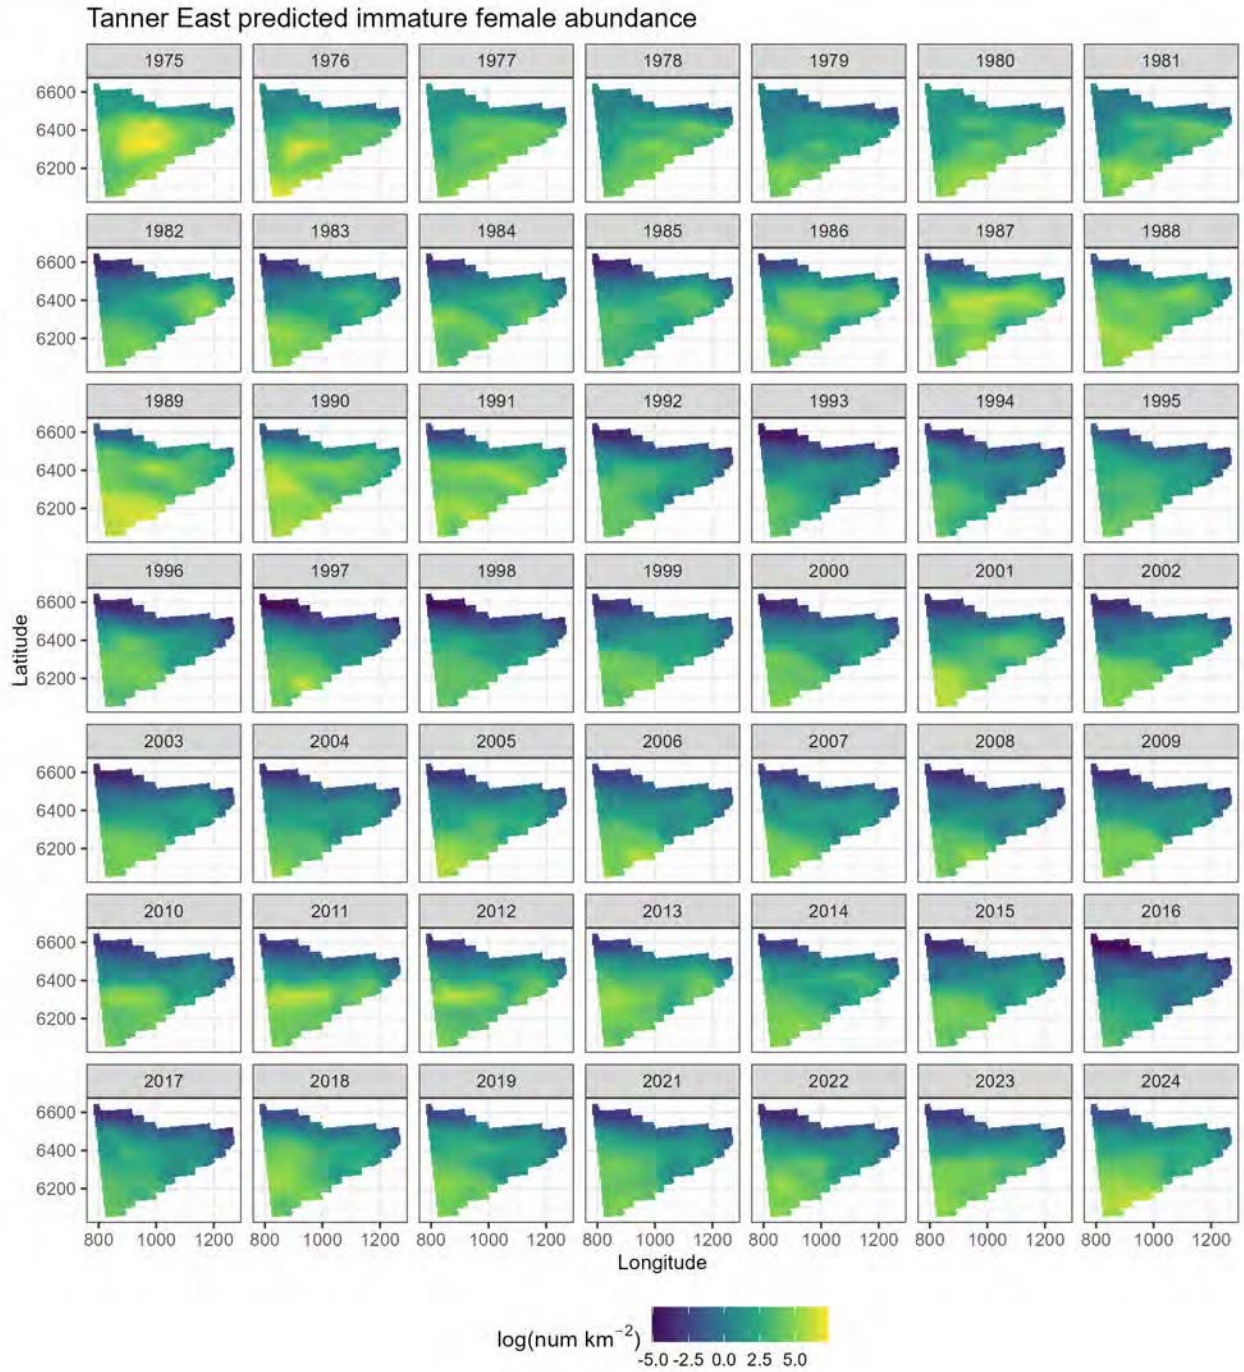 Tanner East predicted immature female abundance
1975 1976 1977 1978 1979 1980 1981
6600
6400
6200
1982 1983 1984 1985 1986 1987 1988
6600
6400
6200
1989 1990 1991 1992 1993 1994 1995
6600
6400
6200
1996 1997 1998 1999 2000 2001 2002
6600
6400
6200
Latitude
2003 2004 2005 2006 2007 2008 2009
6600
6400
6200
2010 2011 2012 2013 2014 2015 2016
6600
6400
6200
2017 2018 2019 2021 2022 2023 2024
6600
6400
6200
800 1000 1200 800 1000 1200 800 1000 1200 800 1000 1200 800 1000 1200 800 1000 1200 800 1000 1200
Longitude
log(num km⁻²)
-5.0 -2.5 0.0 2.5 5.0